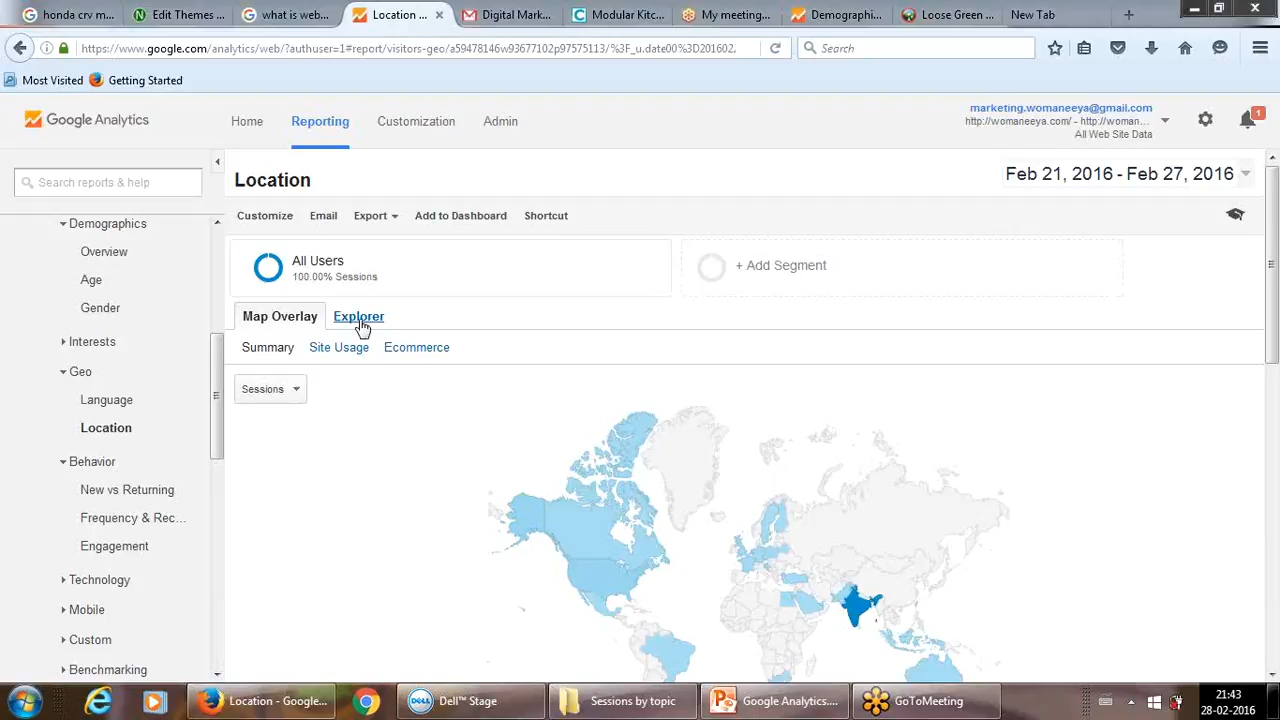 honda civ m...
Edit Themes ...
what is web...
Location ...
Digital Mark...
Modular Kitc...
My meeting...
Demographi...
Loose Green ...
New Tab
https://www.google.com/analytics/web/?authuser=1#report/visitors-geo/a59478146w93677101p97575113/%3F_u.date00%3D201602...
Search
Most Visited
Getting Started
Google Analytics
Home
Reporting
Customization
Admin
marketing.womaneeya@gmail.com
http://womaneeya.com/ - http://woman...
All Web Site Data
1
Search reports & help
Location
Feb 21, 2016 - Feb 27, 2016
Customize
Email
Export
Add to Dashboard
Shortcut
Demographics
Overview
Age
Gender
Interests
Geo
Language
Location
Behavior
New vs Returning
Frequency & Rec...
Engagement
Technology
Mobile
Custom
Benchmarking
All Users
100.00% Sessions
+ Add Segment
Map Overlay
Explorer
Summary
Site Usage
Ecommerce
Sessions
Location - Google...
Dell™ Stage
Sessions by topic
Google Analytics....
GoToMeeting
21:43
28-02-2016